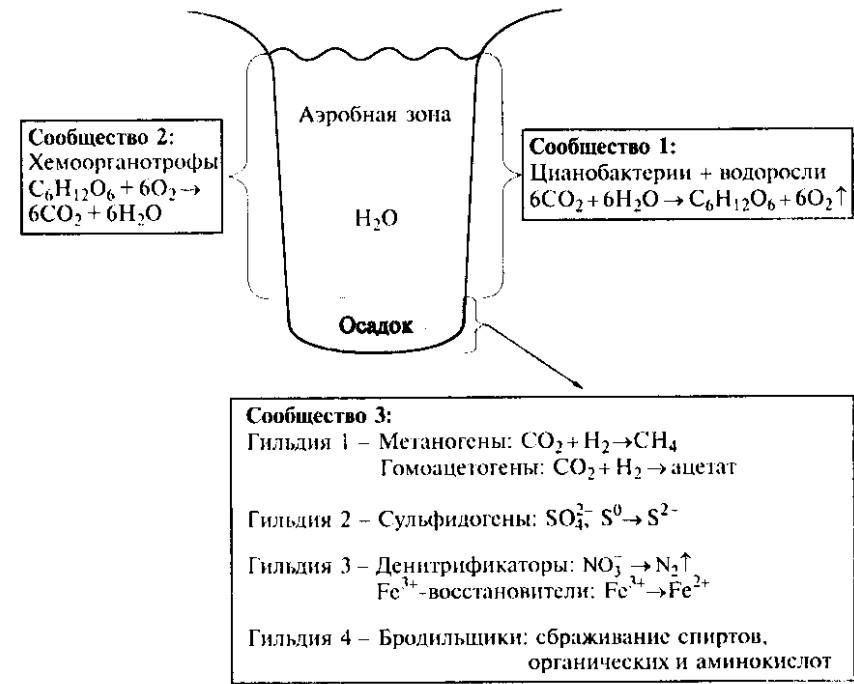 Аэробная зона
H₂O
Осадок
Сообщество 2:
Хемоорганотрофы
C₆H₁₂O₆ + 6O₂ →
6CO₂ + 6H₂O
Сообщество 1:
Цианобактерии + водоросли
6CO₂ + 6H₂O → C₆H₁₂O₆ + 6O₂↑
Сообщество 3:
Гильдия 1 – Метаногены: CO₂ + H₂ → CH₄
Гомоацетогены: CO₂ + H₂ → ацетат
Гильдия 2 – Сульфидогены: SO₄²⁻, S⁰ → S²⁻
Гильдия 3 – Денитрификаторы: NO₃⁻ → N₂↑
Fe³⁺-восстановители: Fe³⁺ → Fe²⁺
Гильдия 4 – Бродильщики: сбраживание спиртов,
органических и аминокислот